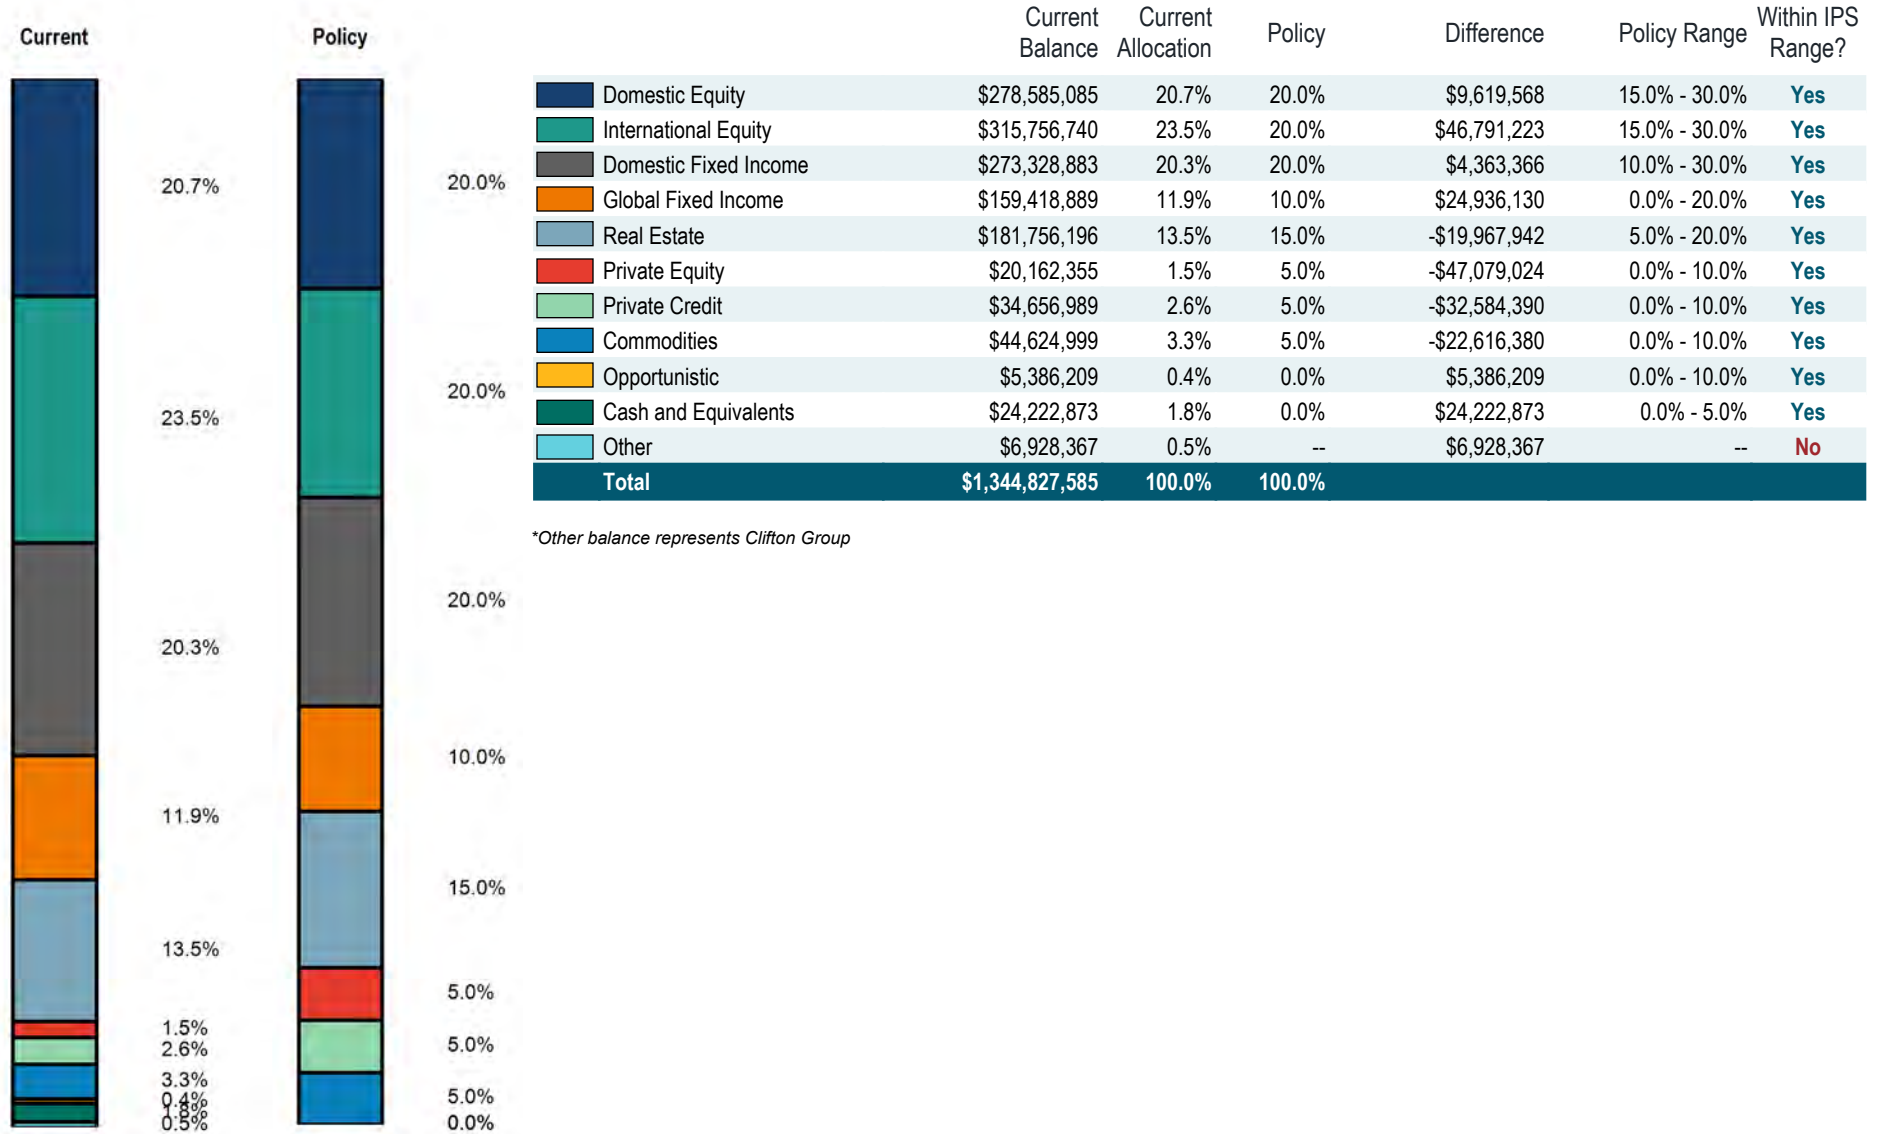 Current
20.7%
23.5%
20.3%
11.9%
13.5%
1.5%
2.6%
3.3%
0.4%
1.8%
0.5%
Policy
20.0%
20.0%
20.0%
10.0%
15.0%
5.0%
5.0%
5.0%
0.0%
Current Balance Current Allocation Policy Difference Policy Range Within IPS Range?
Domestic Equity $278,585,085 20.7% 20.0% $9,619,568 15.0% - 30.0% Yes
International Equity $315,756,740 23.5% 20.0% $46,791,223 15.0% - 30.0% Yes
Domestic Fixed Income $273,328,883 20.3% 20.0% $4,363,366 10.0% - 30.0% Yes
Global Fixed Income $159,418,889 11.9% 10.0% $24,936,130 0.0% - 20.0% Yes
Real Estate $181,756,196 13.5% 15.0% -$19,967,942 5.0% - 20.0% Yes
Private Equity $20,162,355 1.5% 5.0% -$47,079,024 0.0% - 10.0% Yes
Private Credit $34,656,989 2.6% 5.0% -$32,584,390 0.0% - 10.0% Yes
Commodities $44,624,999 3.3% 5.0% -$22,616,380 0.0% - 10.0% Yes
Opportunistic $5,386,209 0.4% 0.0% $5,386,209 0.0% - 10.0% Yes
Cash and Equivalents $24,222,873 1.8% 0.0% $24,222,873 0.0% - 5.0% Yes
Other $6,928,367 0.5% -- $6,928,367 -- No
Total $1,344,827,585 100.0% 100.0%
*Other balance represents Clifton Group